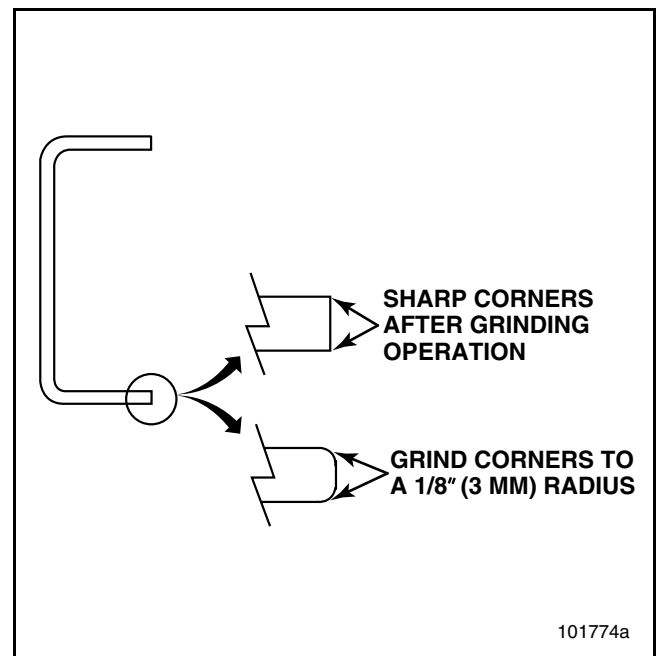 SHARP CORNERS
AFTER GRINDING
OPERATION
GRIND CORNERS TO
A 1/8″ (3 MM) RADIUS
101774a